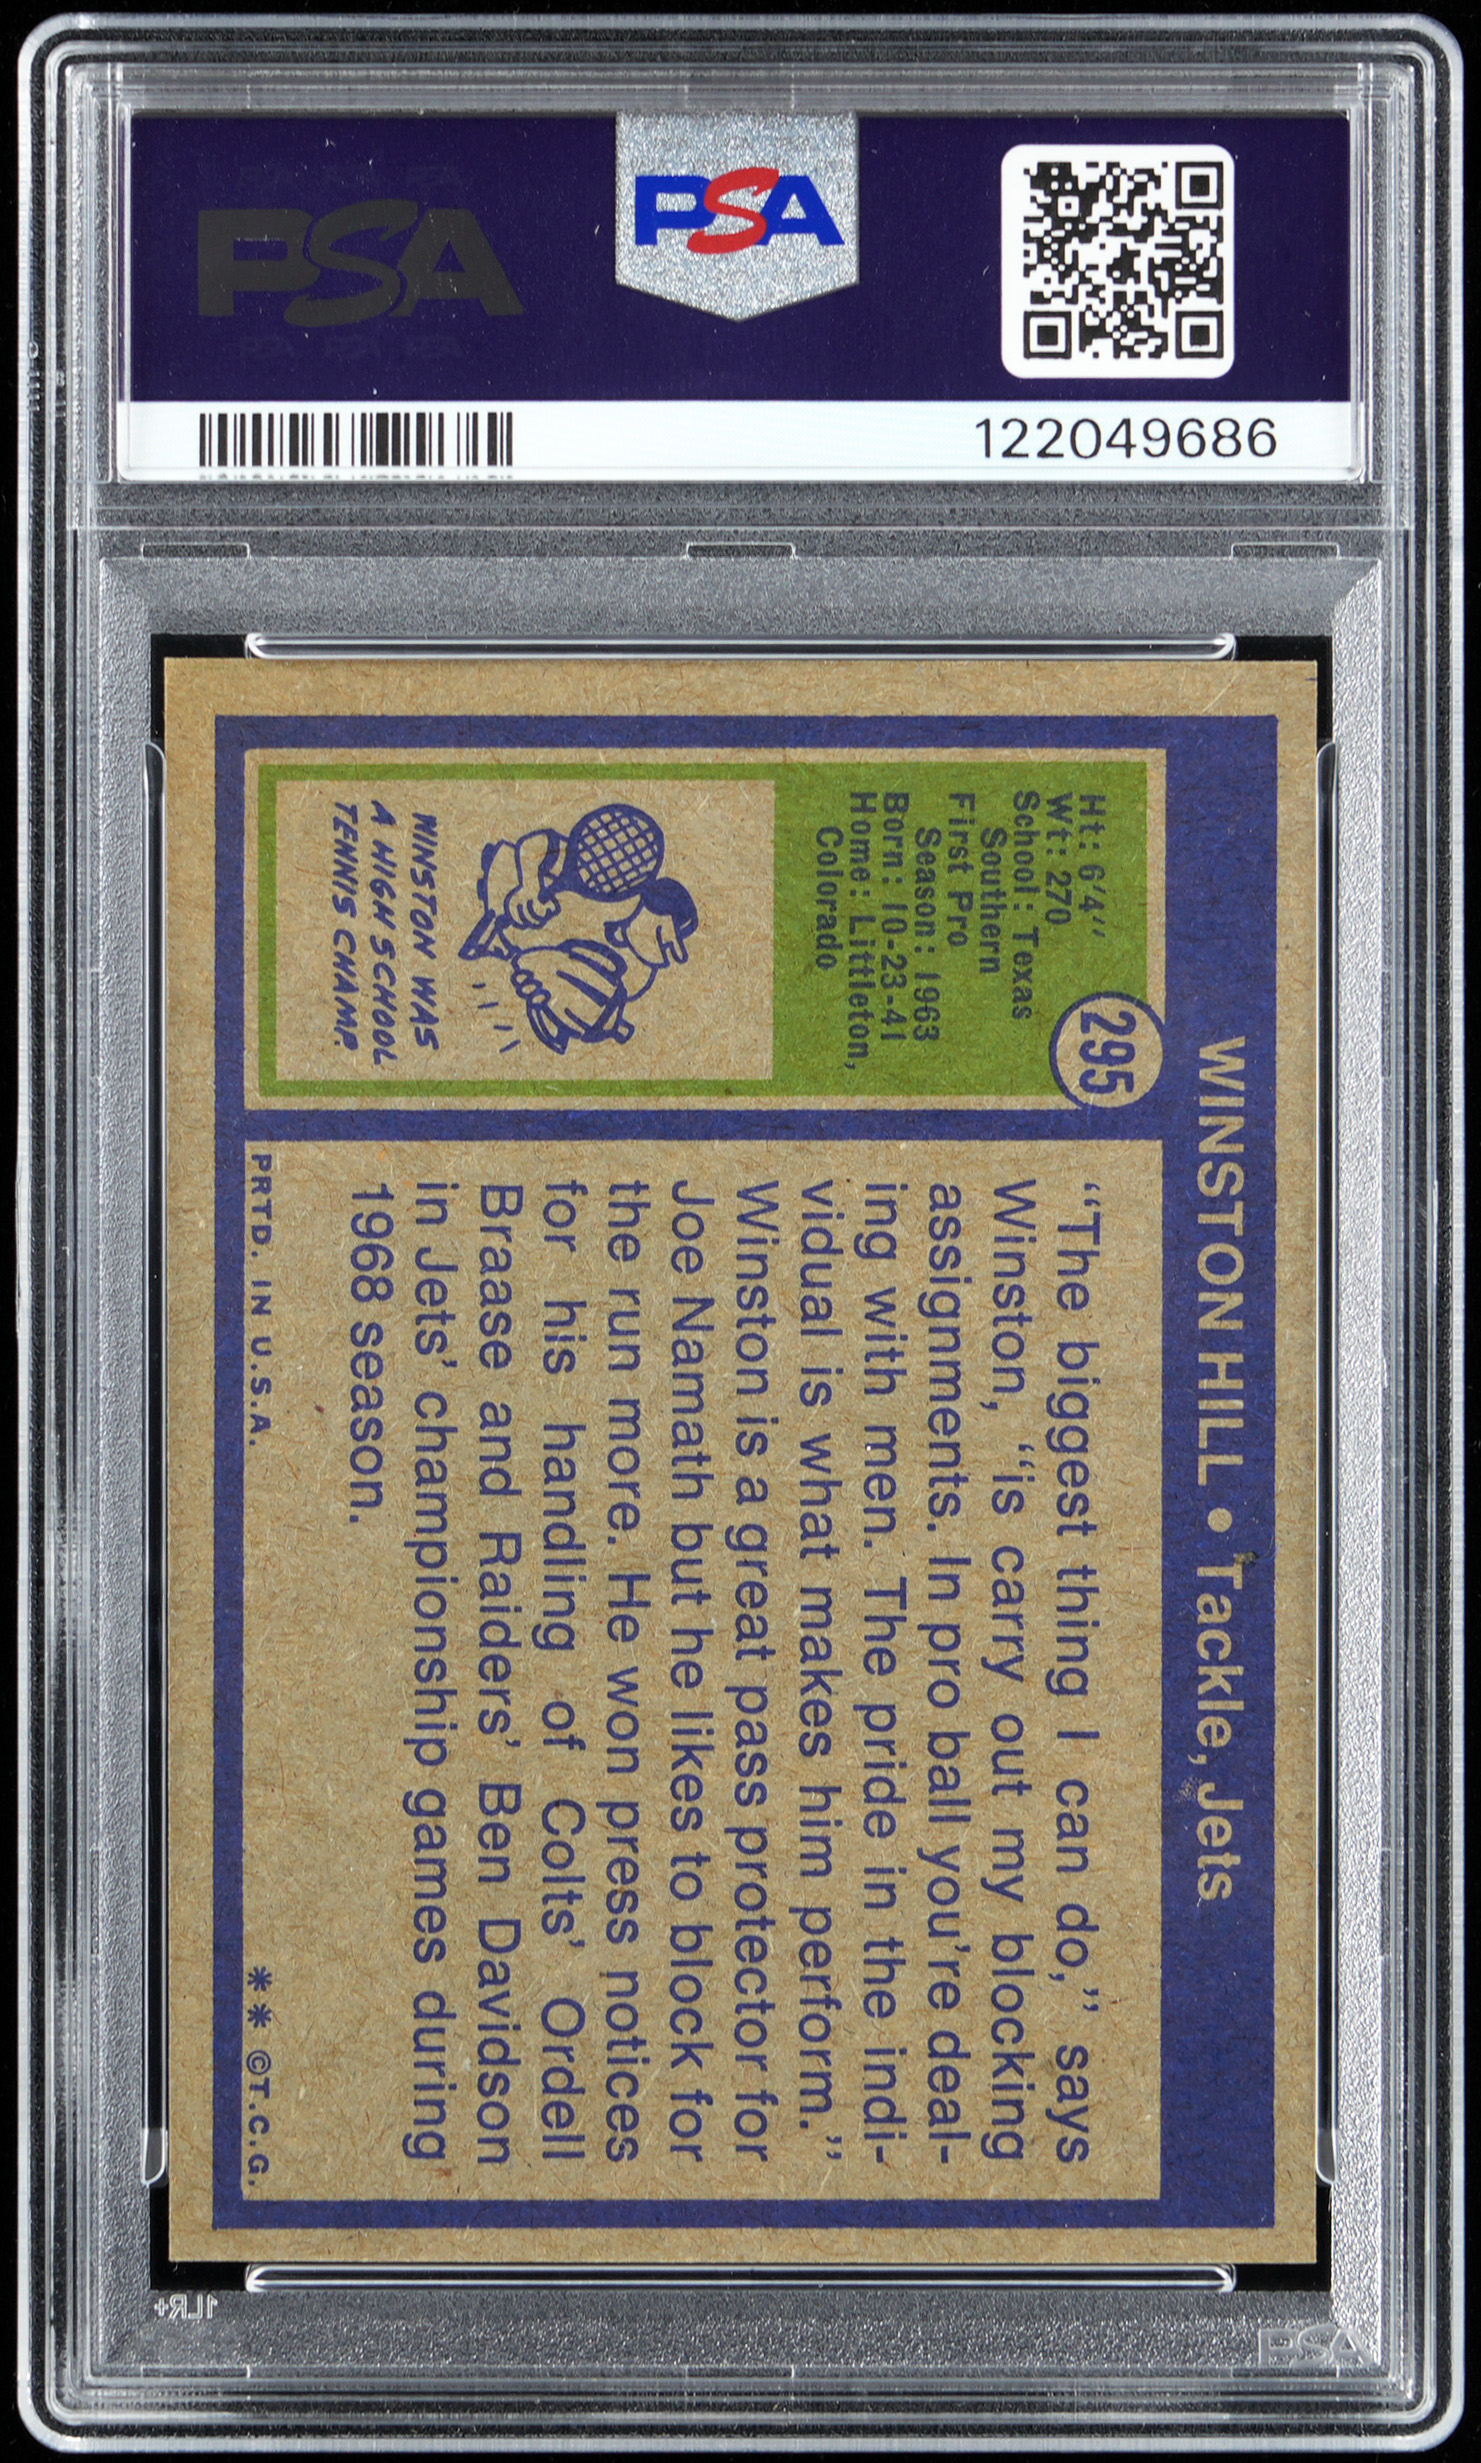 PSA
PSA
122049686
WINSTON HILL • Tackle, Jets
295
Ht: 6'4"
Wt: 270
School: Texas
Southern
First Pro
Season: 1963
Born: 10-23-41
Home: Littleton,
Colorado
WINSTON WAS
A HIGH SCHOOL
TENNIS CHAMP.
"The biggest thing I can do," says
Winston, "is carry out my blocking
assignments. In pro ball you're deal-
ing with men. The pride in the indi-
vidual is what makes him perform."
Winston is a great pass protector for
Joe Namath but he likes to block for
the run more. He won press notices
for his handling of Colts' Ordell
Braase and Raiders' Ben Davidson
in Jets' championship games during
1968 season.
PRTD. IN U.S.A.
** ©T.C.G.
1LR+
PSA